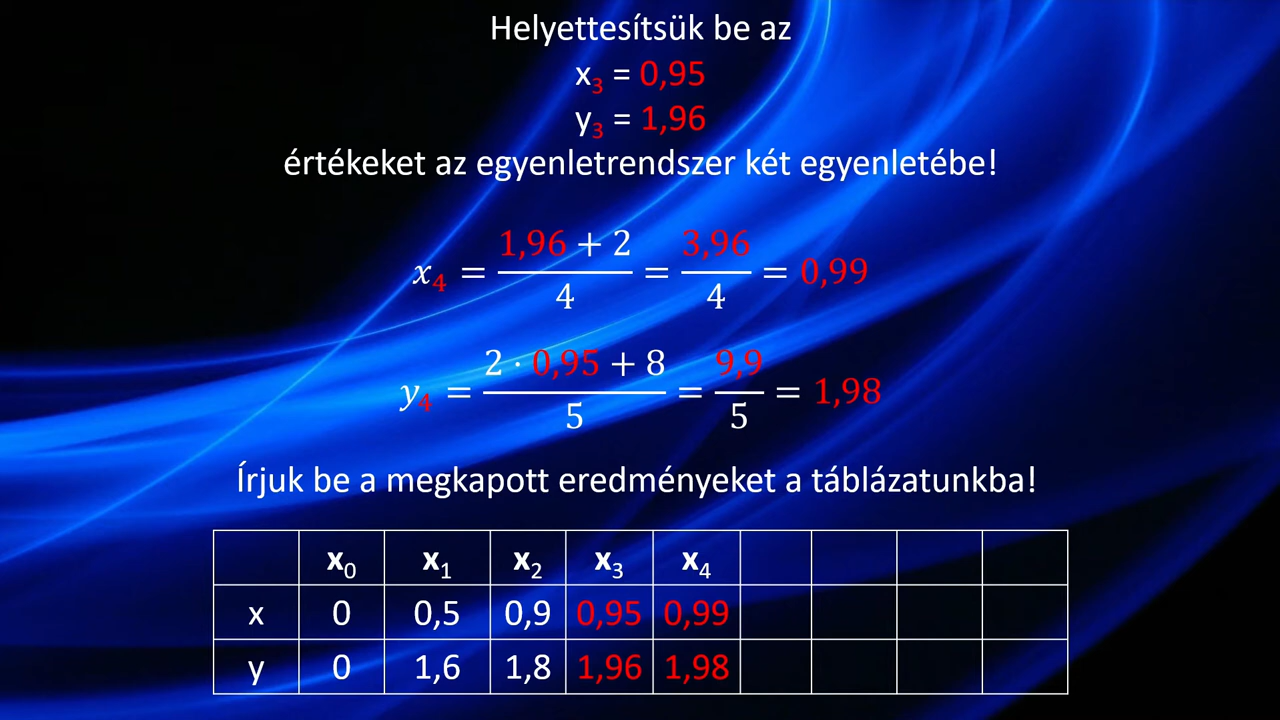 Helyettesítsük be az
x₃ = 0,95
y₃ = 1,96
értékeket az egyenletrendszer két egyenletébe!
x₄ = (1,96 + 2)/4 = 3,96/4 = 0,99
y₄ = (2 · 0,95 + 8)/5 = 9,9/5 = 1,98
Írjuk be a megkapott eredményeket a táblázatunkba!
x₀ x₁ x₂ x₃ x₄
x 0 0,5 0,9 0,95 0,99
y 0 1,6 1,8 1,96 1,98